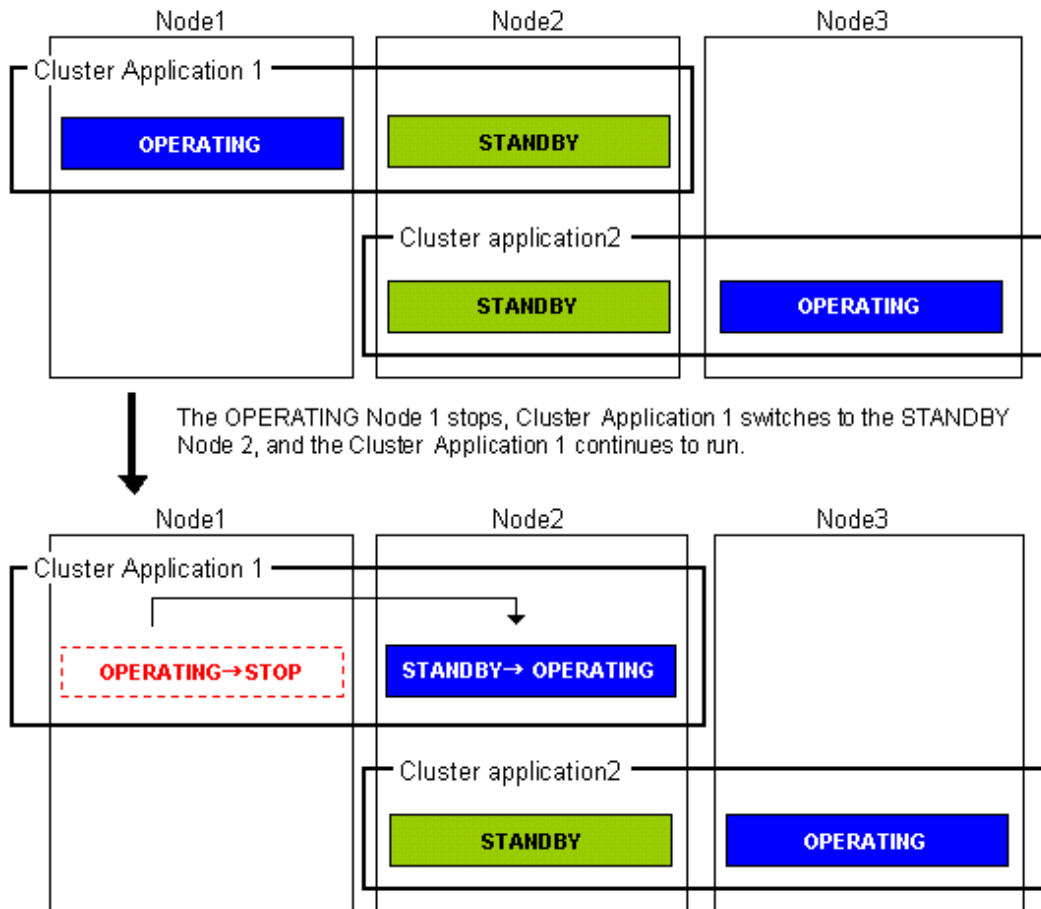 Node1 Node2 Node3
Cluster Application 1
OPERATING STANDBY
Cluster application2
STANDBY OPERATING
The OPERATING Node 1 stops, Cluster Application 1 switches to the STANDBY
Node 2, and the Cluster Application 1 continues to run.
Node1 Node2 Node3
Cluster Application 1
OPERATING→STOP STANDBY→ OPERATING
Cluster application2
STANDBY OPERATING